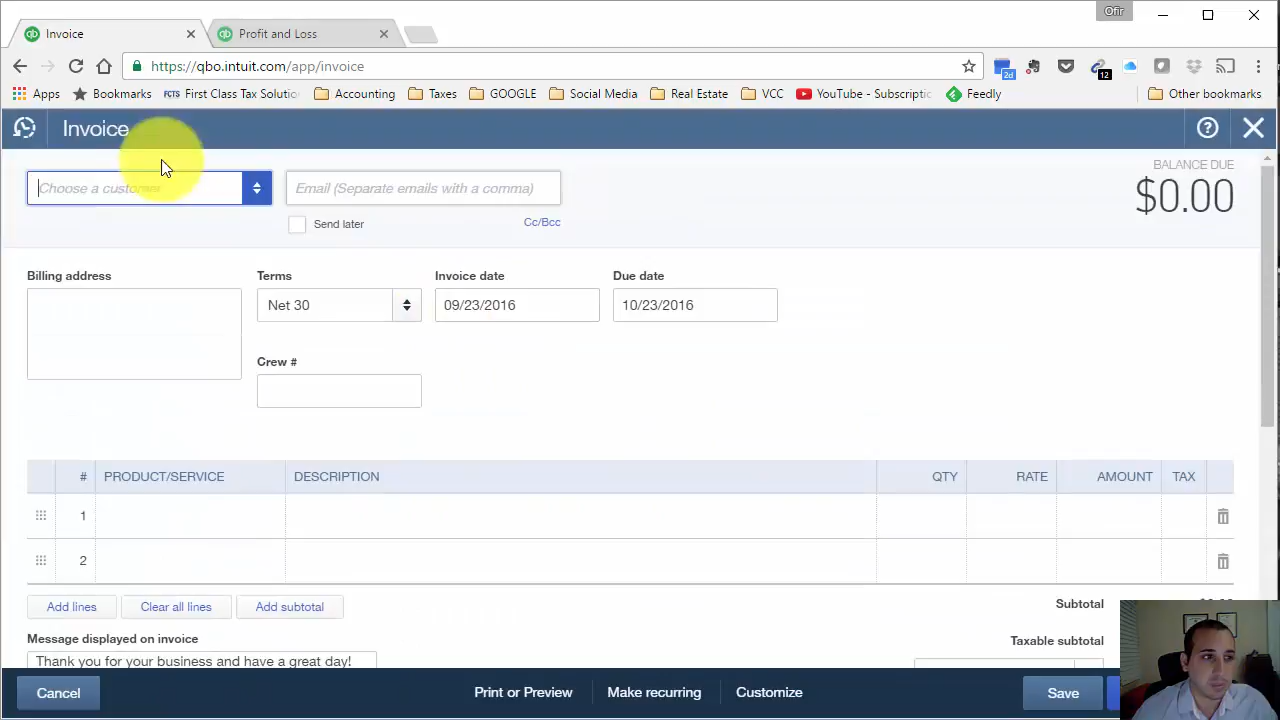 Ofir
Invoice
Profit and Loss
https://qbo.intuit.com/app/invoice
2d
12
Apps
Bookmarks
FCTS First Class Tax Solutio
Accounting
Taxes
GOOGLE
Social Media
Real Estate
VCC
YouTube - Subscriptic
Feedly
Other bookmarks
Invoice
Choose a customer
Email (Separate emails with a comma)
BALANCE DUE
$0.00
Send later
Cc/Bcc
Billing address
Terms
Invoice date
Due date
Net 30
09/23/2016
10/23/2016
Crew #
# PRODUCT/SERVICE DESCRIPTION QTY RATE AMOUNT TAX
1
2
Add lines
Clear all lines
Add subtotal
Subtotal
Message displayed on invoice
Taxable subtotal
Thank you for your business and have a great day!
Cancel
Print or Preview
Make recurring
Customize
Save